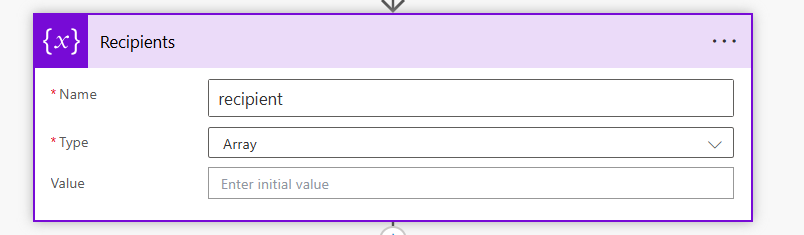 {x} Recipients ...
* Name recipient
* Type Array
Value Enter initial value